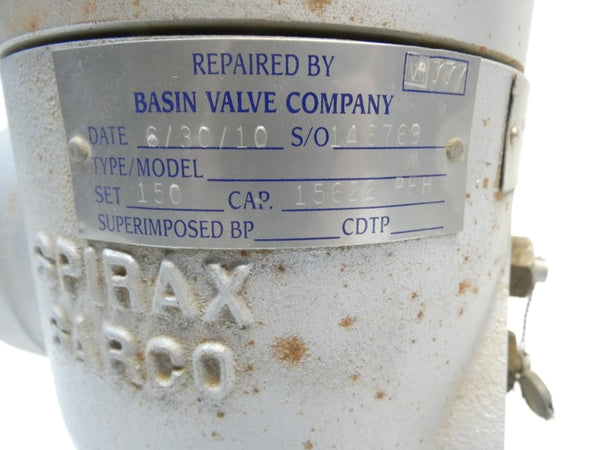 REPAIRED BY
BASIN VALVE COMPANY
DATE 6/30/10 S/O
TYPE/MODEL
SET 150 CAP. 15622 PPH
SUPERIMPOSED BP CDTP
SPIRAX
SARCO